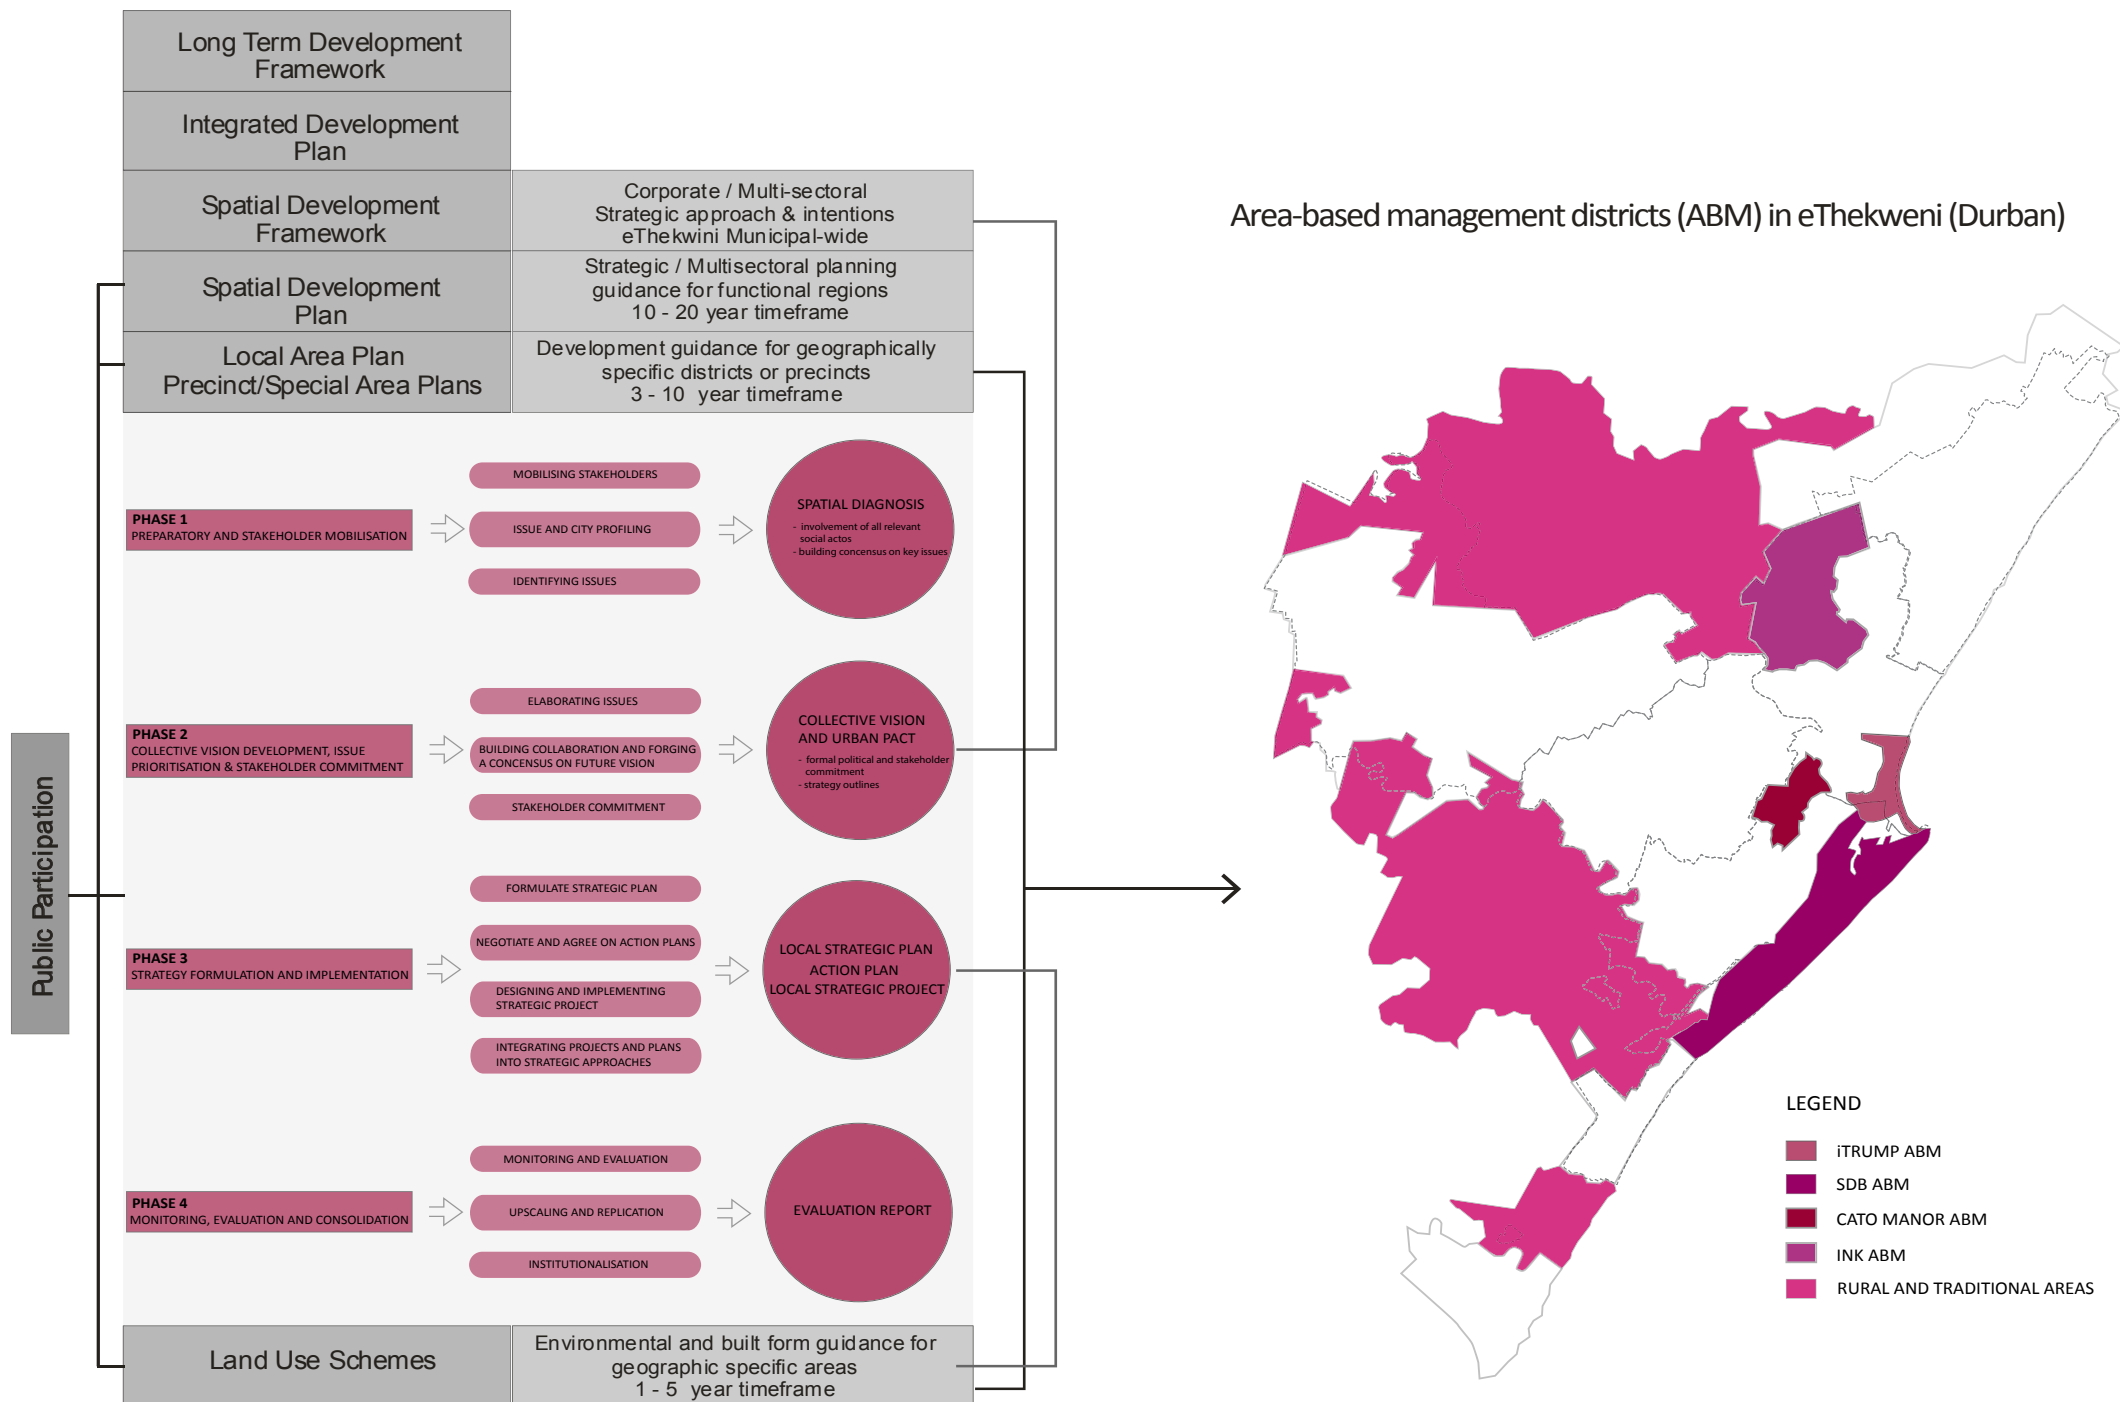 Long Term Development
Framework
Integrated Development
Plan
Spatial Development
Framework
Corporate / Multi-sectoral
Strategic approach & intentions
eThekwini Municipal-wide
Spatial Development
Plan
Strategic / Multisectoral planning
guidance for functional regions
10 - 20 year timeframe
Local Area Plan
Precinct/Special Area Plans
Development guidance for geographically
specific districts or precincts
3 - 10 year timeframe
Public Participation
PHASE 1
PREPARATORY AND STAKEHOLDER MOBILISATION
MOBILISING STAKEHOLDERS
ISSUE AND CITY PROFILING
IDENTIFYING ISSUES
SPATIAL DIAGNOSIS
- involvement of all relevant
social actos
- building concensus on key issues
PHASE 2
COLLECTIVE VISION DEVELOPMENT, ISSUE
PRIORITISATION & STAKEHOLDER COMMITMENT
ELABORATING ISSUES
BUILDING COLLABORATION AND FORGING
A CONCENSUS ON FUTURE VISION
STAKEHOLDER COMMITMENT
COLLECTIVE VISION
AND URBAN PACT
- formal political and stakeholder
commitment
- strategy outlines
PHASE 3
STRATEGY FORMULATION AND IMPLEMENTATION
FORMULATE STRATEGIC PLAN
NEGOTIATE AND AGREE ON ACTION PLANS
DESIGNING AND IMPLEMENTING
STRATEGIC PROJECT
INTEGRATING PROJECTS AND PLANS
INTO STRATEGIC APPROACHES
LOCAL STRATEGIC PLAN
ACTION PLAN
LOCAL STRATEGIC PROJECT
PHASE 4
MONITORING, EVALUATION AND CONSOLIDATION
MONITORING AND EVALUATION
UPSCALING AND REPLICATION
INSTITUTIONALISATION
EVALUATION REPORT
Land Use Schemes
Environmental and built form guidance for
geographic specific areas
1 - 5 year timeframe
Area-based management districts (ABM) in eThekweni (Durban)
LEGEND
iTRUMP ABM
SDB ABM
CATO MANOR ABM
INK ABM
RURAL AND TRADITIONAL AREAS